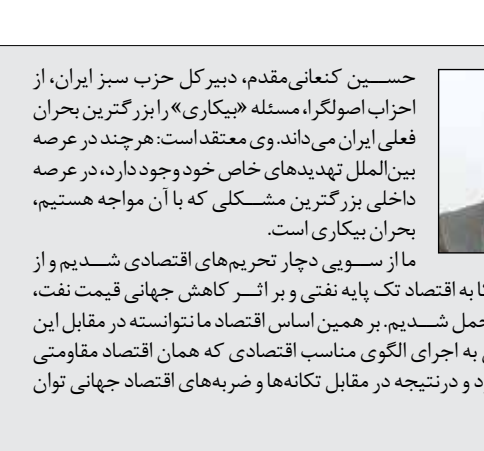 حسین کنعانی‌مقدم، دبیرکل حزب سبز ایران، از
احزاب اصولگرا، مسئله «بیکاری» را بزرگترین بحران
فعلی ایران می‌داند. وی معتقد است: هر چند در عرصه
بین‌الملل تهدیدهای خاص خود وجود دارد، در عرصه
داخلی بزرگترین مشکلی که با آن مواجه هستیم،
بحران بیکاری است.
ما از سویی دچار تحریم‌های اقتصادی شدیم و از
به اقتصاد تک پایه نفتی و بر اثر کاهش جهانی قیمت نفت،
شدیم. بر همین اساس اقتصاد ما نتوانسته در مقابل این
به اجرای الگوی مناسب اقتصادی که همان اقتصاد مقاومتی
و درنتیجه در مقابل تکانه‌ها و ضربه‌های اقتصاد جهانی توان